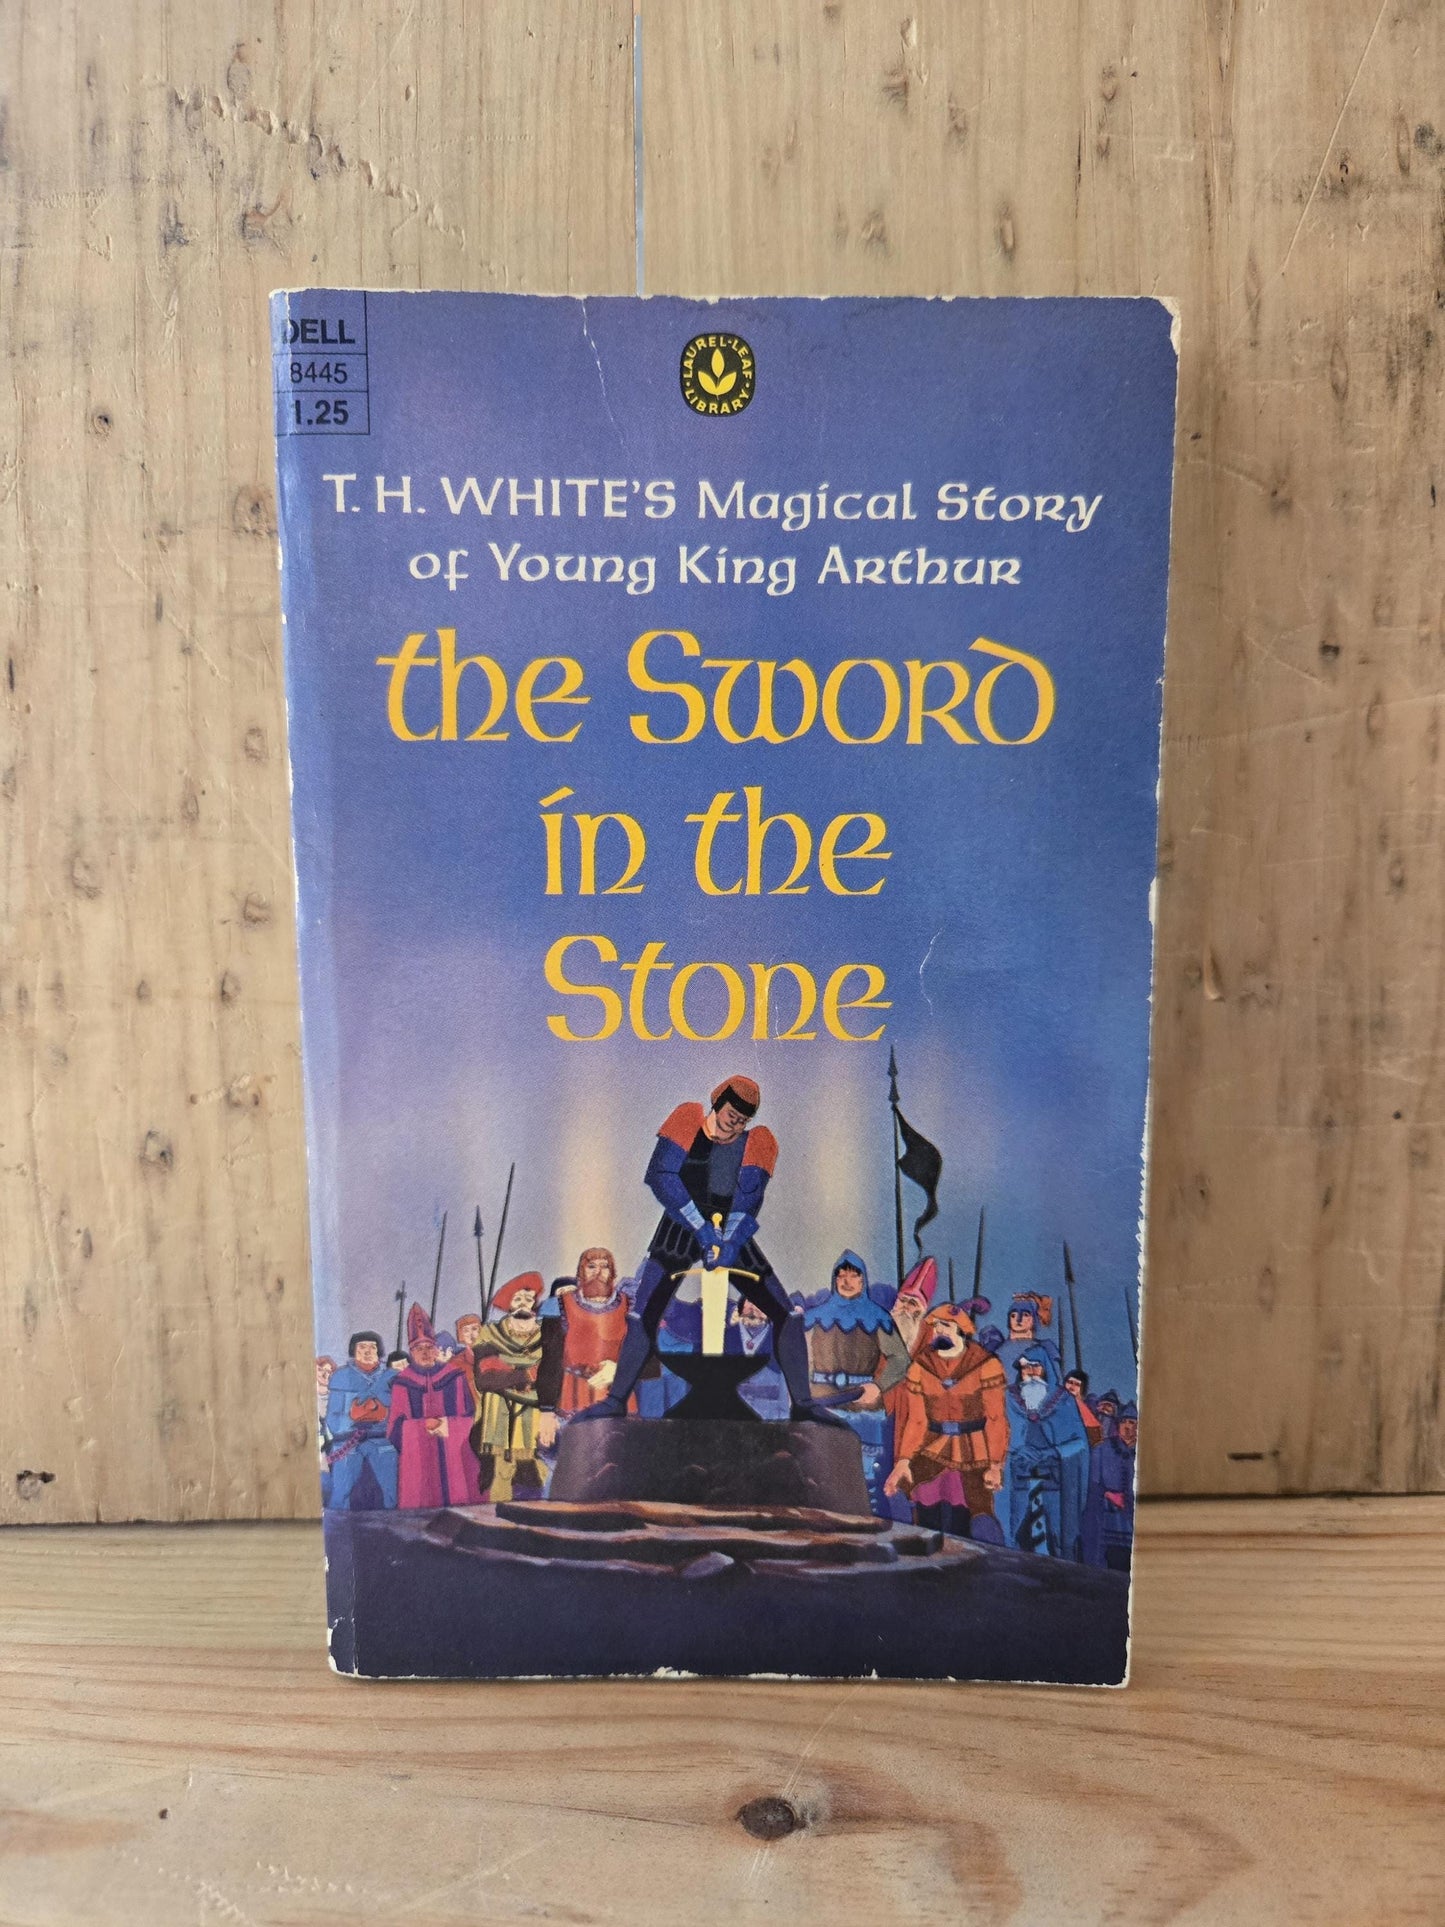 DELL
8445
1.25
LAUREL-LEAF
LIBRARY
T. H. WHITE'S Magical Story
of Young King Arthur
the Sword
in the
Stone